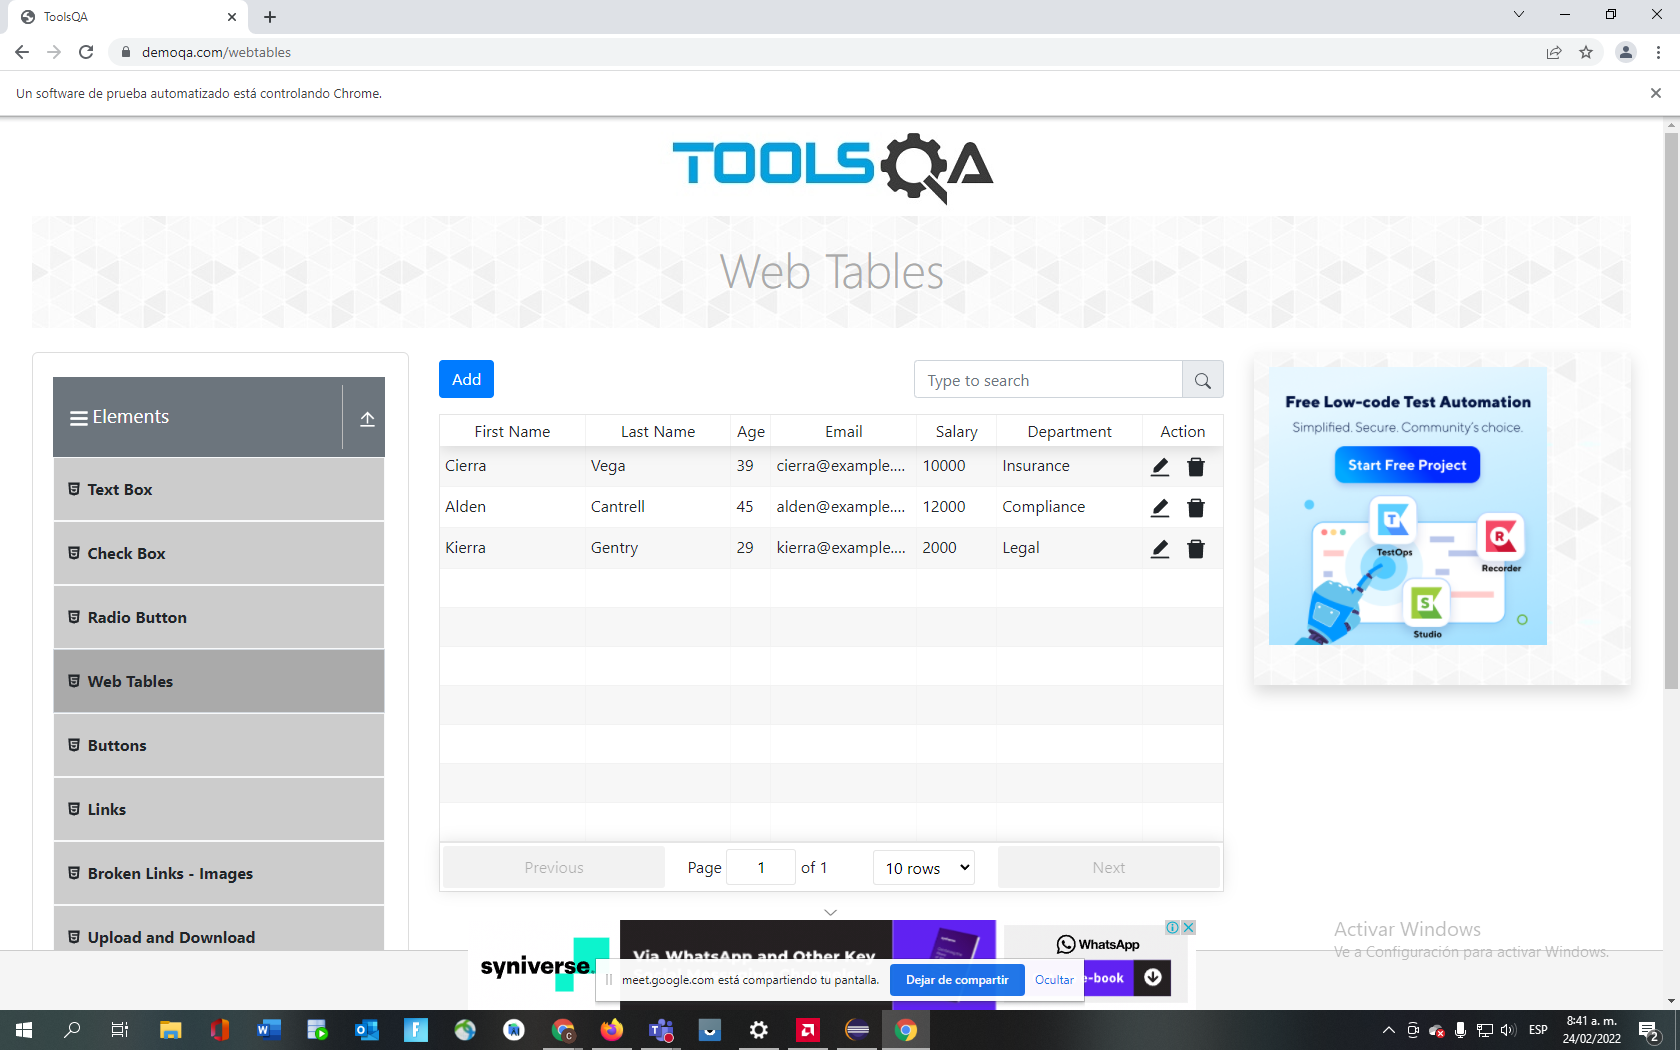 ToolsQA
demoqa.com/webtables
Un software de prueba automatizado está controlando Chrome.
TOOLSQA
Web Tables
Elements
Text Box
Check Box
Radio Button
Web Tables
Buttons
Links
Broken Links - Images
Upload and Download
Add
Type to search
First Name Last Name Age Email Salary Department Action
Cierra Vega 39 cierra@example.... 10000 Insurance
Alden Cantrell 45 alden@example.... 12000 Compliance
Kierra Gentry 29 kierra@example.... 2000 Legal
Previous Page 1 of 1 10 rows Next
Free Low-code Test Automation
Simplified. Secure. Community's choice.
Start Free Project
TestOps
Recorder
Studio
syniverse.
Via WhatsApp and Other Key
WhatsApp
e-book
meet.google.com está compartiendo tu pantalla.
Dejar de compartir
Ocultar
Activar Windows
Ve a Configuración para activar Windows.
ESP
8:41 a. m.
24/02/2022
2